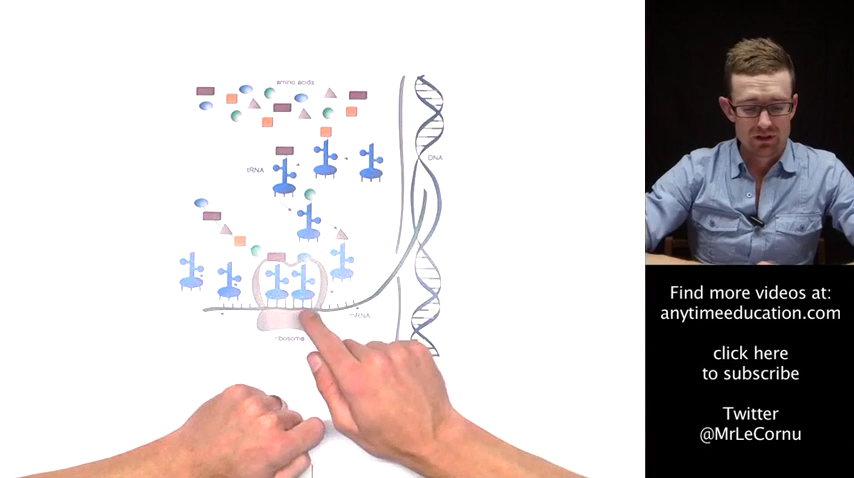 amino acids
DNA
tRNA
mRNA
ribosome
Find more videos at:
anytimeeducation.com
click here
to subscribe
Twitter
@MrLeCornu